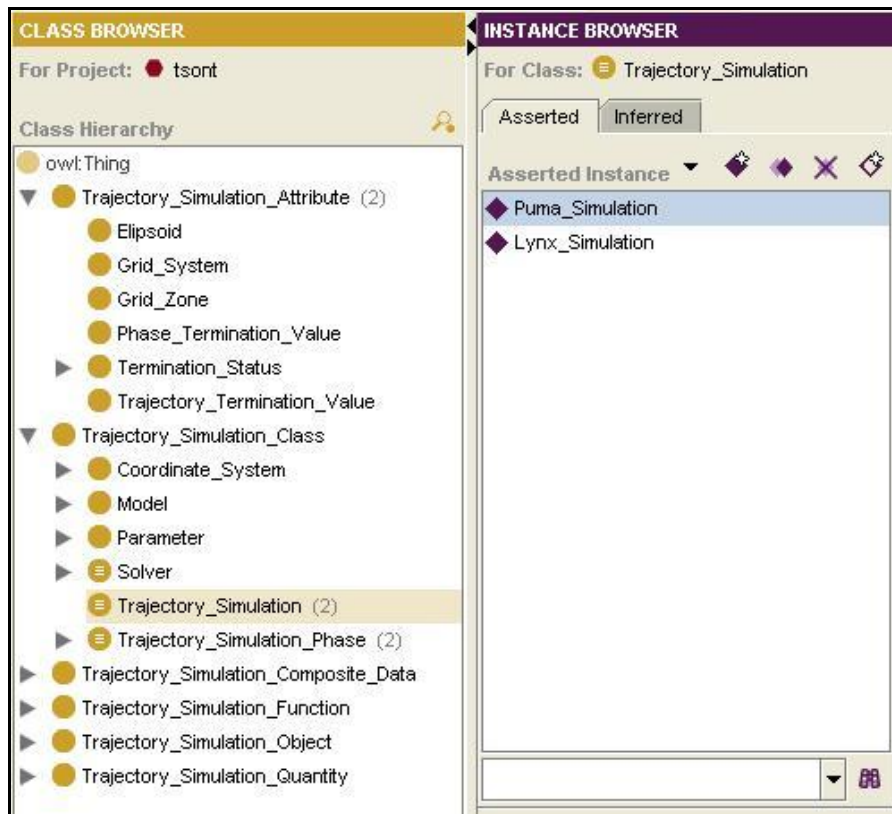 CLASS BROWSER
For Project: tsont
Class Hierarchy
owl:Thing
Trajectory_Simulation_Attribute (2)
Elipsoid
Grid_System
Grid_Zone
Phase_Termination_Value
Termination_Status
Trajectory_Termination_Value
Trajectory_Simulation_Class
Coordinate_System
Model
Parameter
Solver
Trajectory_Simulation (2)
Trajectory_Simulation_Phase (2)
Trajectory_Simulation_Composite_Data
Trajectory_Simulation_Function
Trajectory_Simulation_Object
Trajectory_Simulation_Quantity
INSTANCE BROWSER
For Class: Trajectory_Simulation
Asserted Inferred
Asserted Instance
Puma_Simulation
Lynx_Simulation